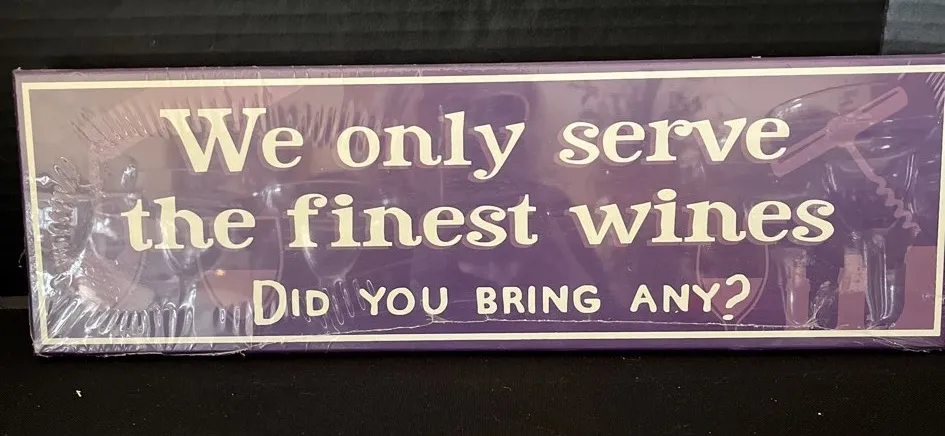 We only serve
the finest wines
DID YOU BRING ANY?